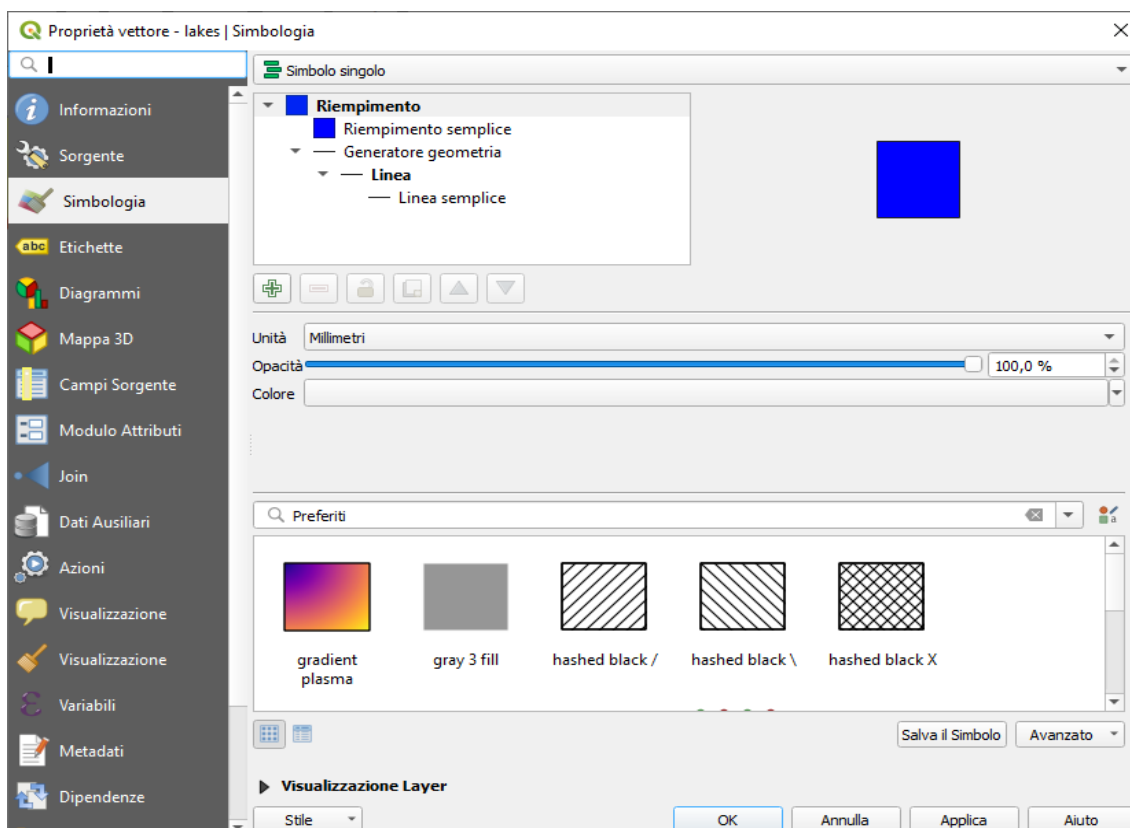 Proprietà vettore - lakes | Simbologia
Informazioni
Sorgente
Simbologia
abc Etichette
Diagrammi
Mappa 3D
Campi Sorgente
Modulo Attributi
Join
Dati Ausiliari
Azioni
Visualizzazione
Visualizzazione
Variabili
Metadati
Dipendenze
Simbolo singolo
Riempimento
Riempimento semplice
Generatore geometria
Linea
Linea semplice
Unità Millimetri
Opacità 100,0 %
Colore
Preferiti
gradient plasma
gray 3 fill
hashed black /
hashed black \
hashed black X
Salva il Simbolo
Avanzato
Visualizzazione Layer
Stile
OK
Annulla
Applica
Aiuto